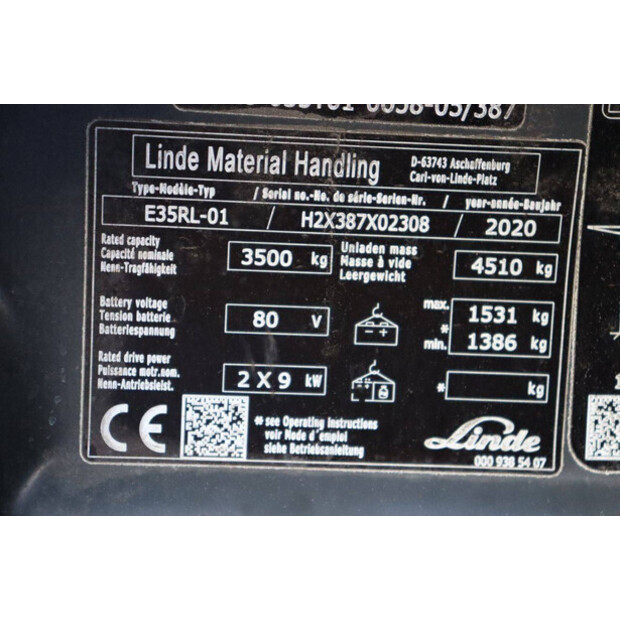 Linde Material Handling
D-63743 Aschaffenburg
Carl-von-Linde-Platz
Type-Modèle-Typ / Serial no.-No. de série-Serien-Nr. / year-année-Baujahr
E35RL-01 / H2X387X02308 / 2020
Rated capacity
Capacité nominale
Nenn-Tragfähigkeit
3500 kg
Unladen mass
Masse à vide
Leergewicht
4510 kg
Battery voltage
Tension batterie
Batteriespannung
80 V
max. 1531 kg
*
min. 1386 kg
Rated drive power
Puissance motr.nom.
Nenn-Antriebsleist.
2 X 9 kW
* kg
CE
* see Operating Instructions
voir Mode d'emploi
siehe Betriebsanleitung
Linde
000 938 54 07